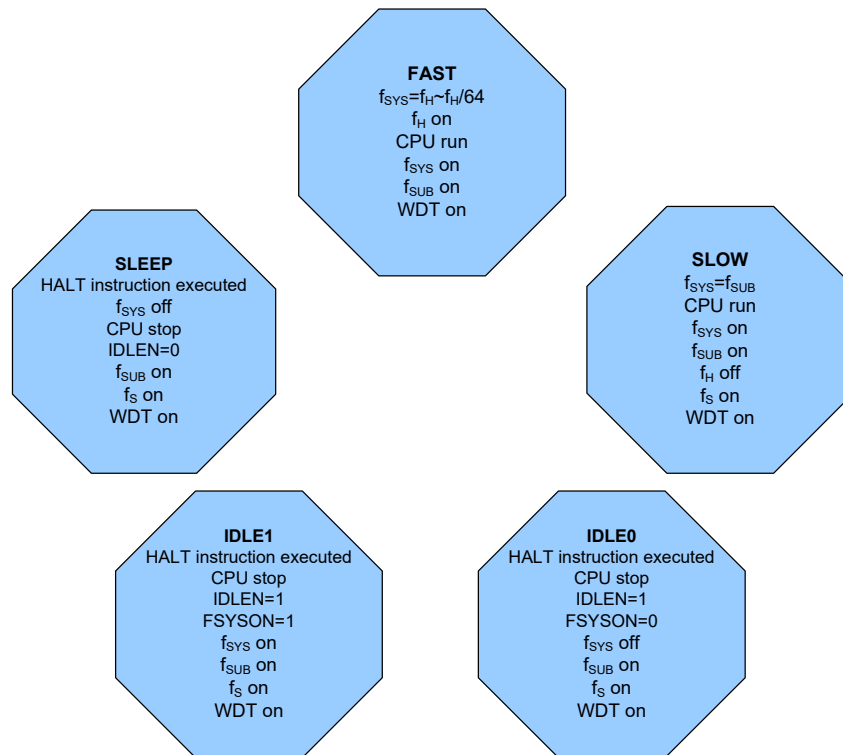 FAST
fSYS=fH~fH/64
fH on
CPU run
fSYS on
fSUB on
WDT on
SLEEP
HALT instruction executed
fSYS off
CPU stop
IDLEN=0
fSUB on
fS on
WDT on
SLOW
fSYS=fSUB
CPU run
fSYS on
fSUB on
fH off
fS on
WDT on
IDLE1
HALT instruction executed
CPU stop
IDLEN=1
FSYSON=1
fSYS on
fSUB on
fS on
WDT on
IDLE0
HALT instruction executed
CPU stop
IDLEN=1
FSYSON=0
fSYS off
fSUB on
fS on
WDT on